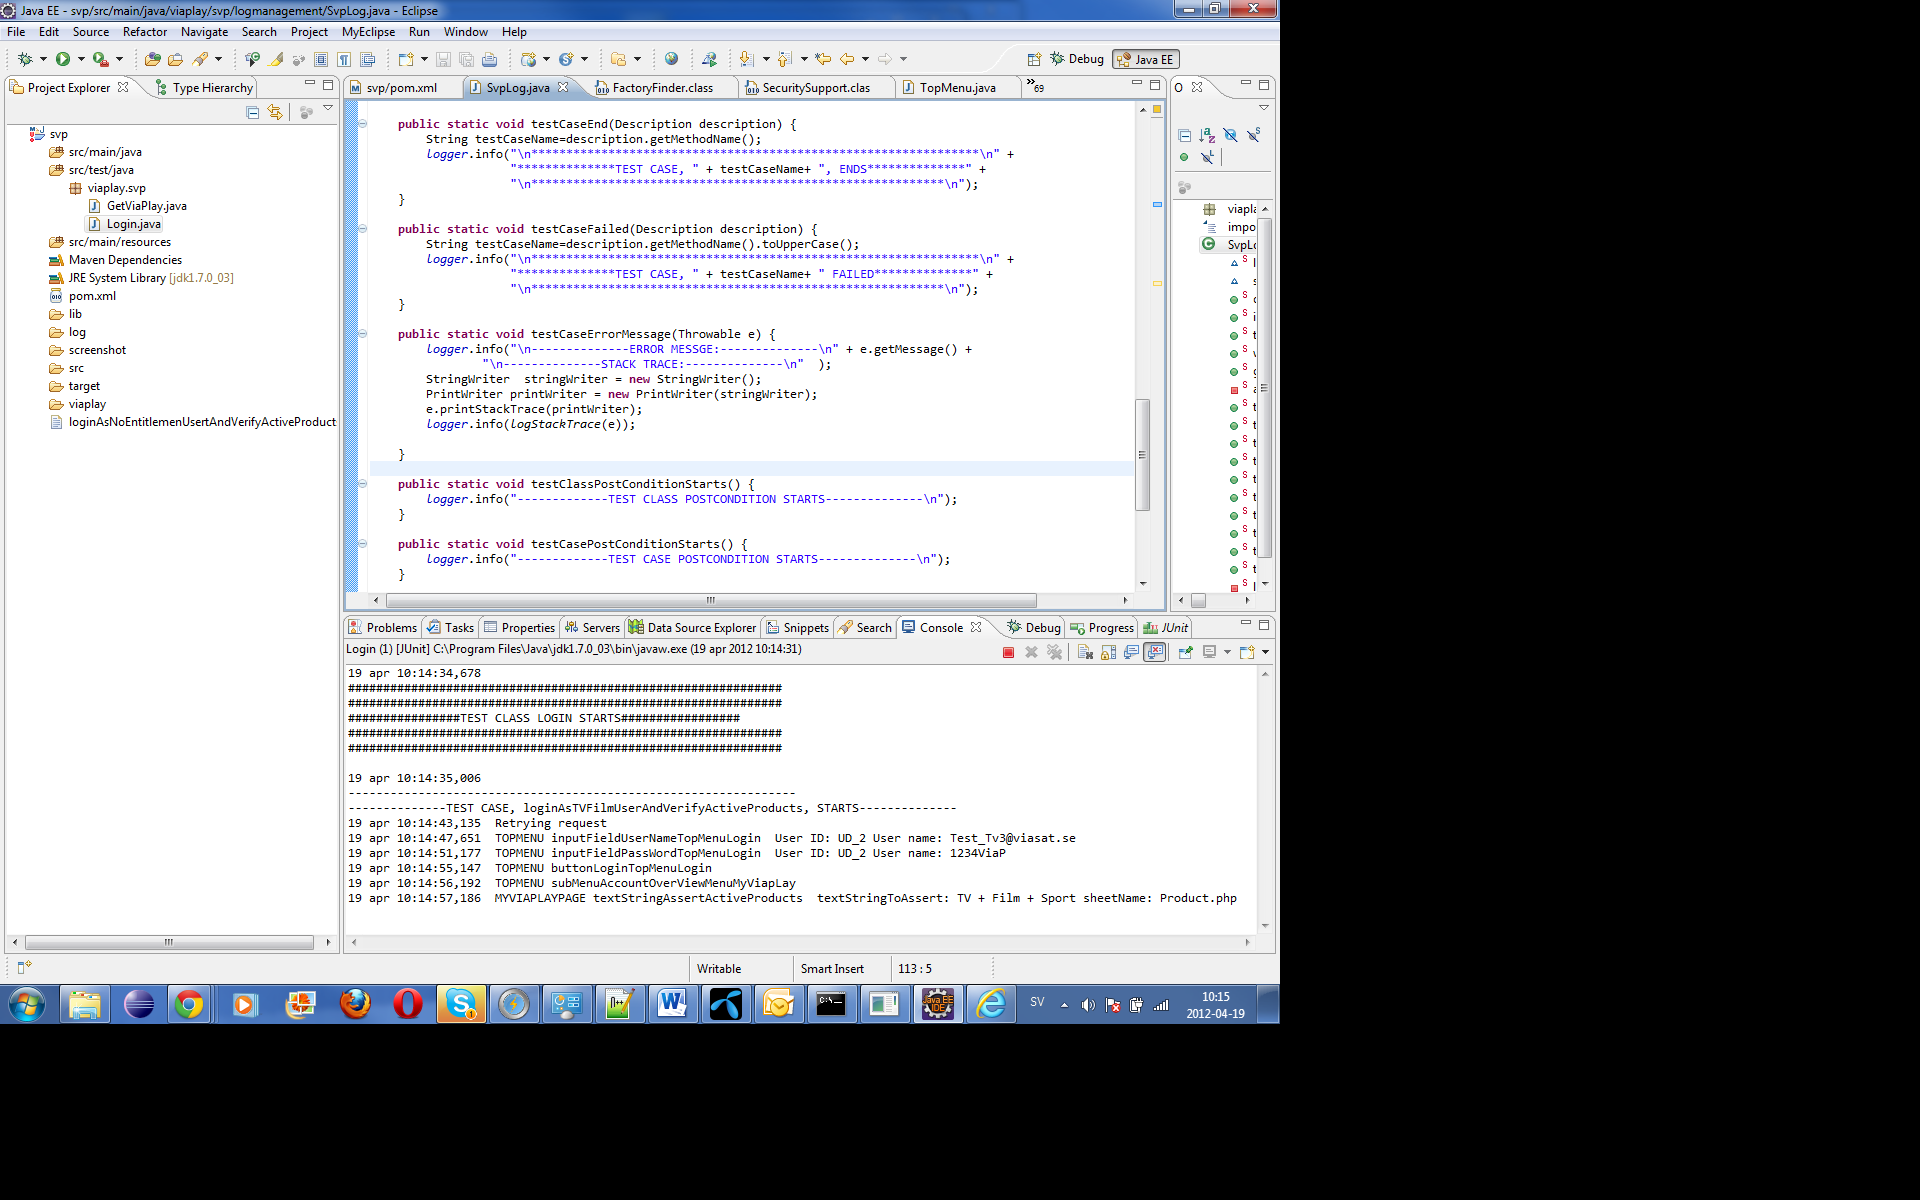 Java EE - svp/src/main/java/viaplay/svp/logmanagement/SvpLog.java - Eclipse
File Edit Source Refactor Navigate Search Project MyEclipse Run Window Help
Debug Java EE
Project Explorer Type Hierarchy
svp
src/main/java
src/test/java
viaplay.svp
GetViaPlay.java
Login.java
src/main/resources
Maven Dependencies
JRE System Library [jdk1.7.0_03]
pom.xml
lib
log
screenshot
src
target
viaplay
loginAsNoEntitlemenUsertAndVerifyActiveProduct
svp/pom.xml SvpLog.java FactoryFinder.class SecuritySupport.clas TopMenu.java »69
public static void testCaseEnd(Description description) {
String testCaseName=description.getMethodName();
logger.info("\n****************************************************************\n" +
"**************TEST CASE, " + testCaseName+ ", ENDS**************" +
"\n***********************************************************\n");
}
public static void testCaseFailed(Description description) {
String testCaseName=description.getMethodName().toUpperCase();
logger.info("\n****************************************************************\n" +
"**************TEST CASE, " + testCaseName+ " FAILED**************" +
"\n***********************************************************\n");
}
public static void testCaseErrorMessage(Throwable e) {
logger.info("\n--------------ERROR MESSGE:--------------\n" + e.getMessage() +
"\n--------------STACK TRACE:--------------\n"  );
StringWriter  stringWriter = new StringWriter();
PrintWriter printWriter = new PrintWriter(stringWriter);
e.printStackTrace(printWriter);
logger.info(logStackTrace(e));
}
public static void testClassPostConditionStarts() {
logger.info("-------------TEST CLASS POSTCONDITION STARTS--------------\n");
}
public static void testCasePostConditionStarts() {
logger.info("-------------TEST CASE POSTCONDITION STARTS--------------\n");
}
O
viapla
impo
SvpLo
Problems Tasks Properties Servers Data Source Explorer Snippets Search Console Debug Progress JUnit
Login (1) [JUnit] C:\Program Files\Java\jdk1.7.0_03\bin\javaw.exe (19 apr 2012 10:14:31)
19 apr 10:14:34,678
##############################################################
##############################################################
################TEST CLASS LOGIN STARTS#################
##############################################################
##############################################################
19 apr 10:14:35,006
----------------------------------------------------------------
--------------TEST CASE, loginAsTVFilmUserAndVerifyActiveProducts, STARTS--------------
19 apr 10:14:43,135  Retrying request
19 apr 10:14:47,651  TOPMENU inputFieldUserNameTopMenuLogin  User ID: UD_2 User name: Test_Tv3@viasat.se
19 apr 10:14:51,177  TOPMENU inputFieldPassWordTopMenuLogin  User ID: UD_2 User name: 1234ViaP
19 apr 10:14:55,147  TOPMENU buttonLoginTopMenuLogin
19 apr 10:14:56,192  TOPMENU subMenuAccountOverViewMenuMyViapLay
19 apr 10:14:57,186  MYVIAPLAYPAGE textStringAssertActiveProducts  textStringToAssert: TV + Film + Sport sheetName: Product.php
Writable Smart Insert 113 : 5
SV
10:15
2012-04-19